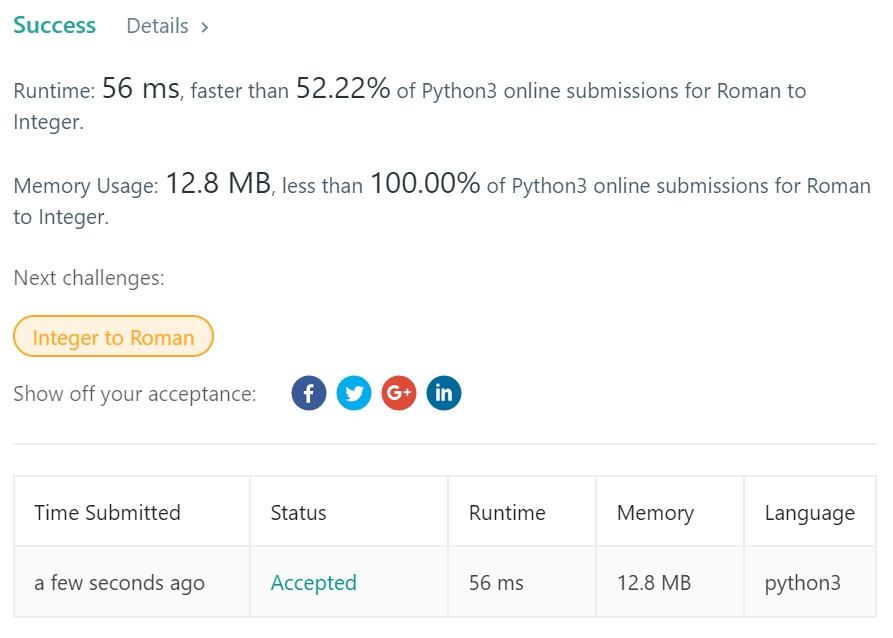 Success Details >
Runtime: 56 ms, faster than 52.22% of Python3 online submissions for Roman to
Integer.
Memory Usage: 12.8 MB, less than 100.00% of Python3 online submissions for Roman
to Integer.
Next challenges:
Integer to Roman
Show off your acceptance: f G+ in
Time Submitted Status Runtime Memory Language
a few seconds ago Accepted 56 ms 12.8 MB python3